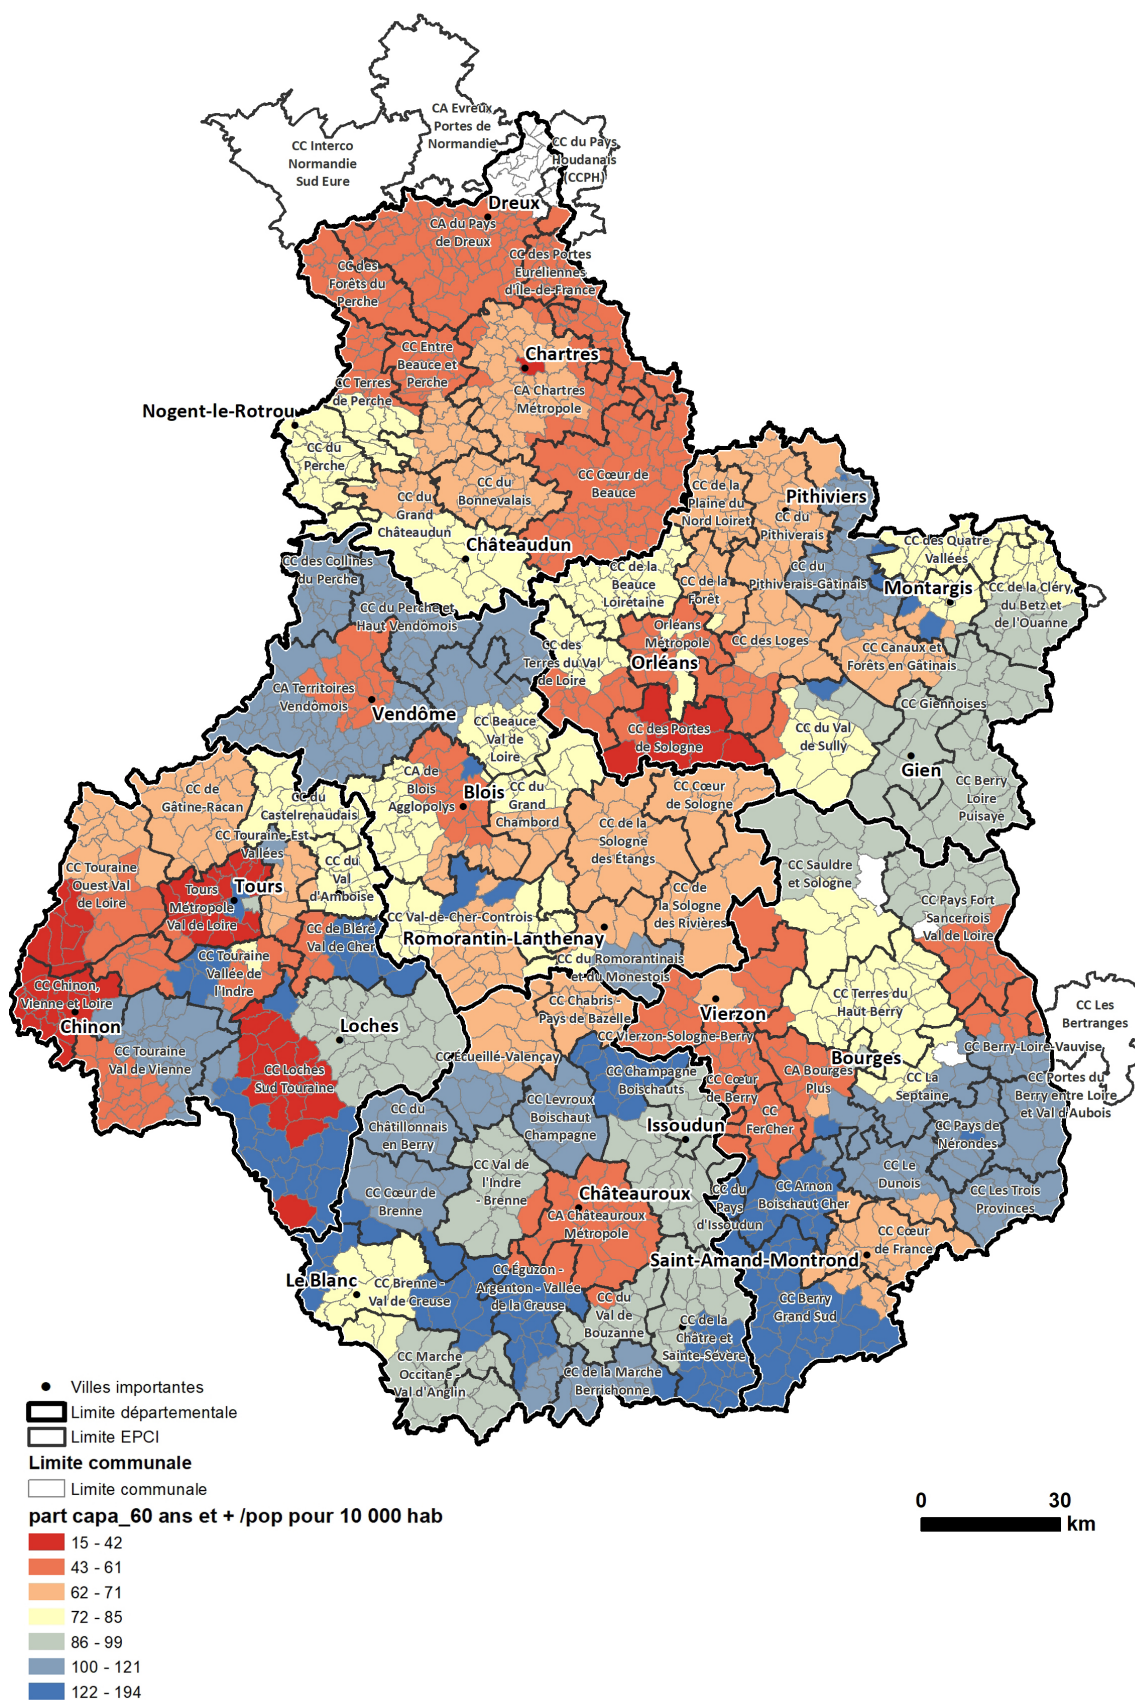 CA Evreux
Portes de
Normandie
CC Interco
Normandie
Sud Eure
CC du Pays
Houdanais
(CCPH)
Dreux
CA du Pays
de Dreux
CC des Portes
Euréliennes
d'Île-de-France
CC des
Forêts du
Perche
CC Entre
Beauce et
Perche
Chartres
CA Chartres
Métropole
CC Terres
de Perche
Nogent-le-Rotrou
CC du
Perche
CC Cœur de
Beauce
CC du
Bonnevalais
CC du
Grand
Châteaudun
Châteaudun
CC de la
Plaine du
Nord Loiret
Pithiviers
CC du
Pithiverais
CC des Collines
du Perche
CC du Perche et
Haut Vendômois
CC de la
Beauce
Loiretaine
CC de la
Forêt
CC du
Pithiverais-Gâtinais
CC des Quatre
Vallées
Montargis
CC de la Cléry,
du Betz et
de l'Ouanne
Orléans
Métropole
Orléans
CC des Loges
CC Canaux et
Forêts en Gâtinais
CC des
Terres du Val
de Loire
CA Territoires
Vendômois
Vendôme
CC Beauce
Val de
Loire
CC des Portes
de Sologne
CC du Val
de Sully
CC Giennoises
Gien
CC Berry
Loire
Puisaye
CA de
Blois
Agglopolys
Blois
CC du
Grand
Chambord
CC Cœur
de Sologne
CC de
Gâtine-Racan
CC du
Castelrenaudais
CC Touraine-Est
Vallées
CC de la
Sologne
des Étangs
CC Touraine
Ouest Val
de Loire
Tours
Métropole
Val de Loire
Tours
CC du
Val
d'Amboise
CC Sauldre
et Sologne
CC de
la Sologne
des Rivières
CC Pays Fort
Sancerrois
Val de Loire
CC Val-de-Cher-Controis
Romorantin-Lanthenay
CC de Bléré
Val de Cher
CC Touraine
Vallée de
l'Indre
CC du Romorantinais
et du Monestois
CC Chinon,
Vienne et Loire
Chinon
Loches
CC Chabris -
Pays de Bazelle
Vierzon
CC Vierzon-Sologne-Berry
CC Terres du
Haut Berry
CC Les
Bertranges
CC Touraine
Val de Vienne
CC Loches
Sud Touraine
CC Écueillé-Valençay
CC Champagne
Boischauts
CC Cœur
de Berry
CA Bourges
Plus
Bourges
CC Berry-Loire-Vauvise
CC La
Septaine
CC Portes du
Berry entre Loire
et Val d'Aubois
CC du
Châtillonnais
en Berry
CC Levroux
Boischaut
Champagne
Issoudun
CC
FerCher
CC Pays de
Nérondes
CC Val de
l'Indre
- Brenne
Châteauroux
CA Châteauroux
Métropole
CC Cœur de
Brenne
CC du
Pays
d'Issoudun
CC Arnon
Boischaut Cher
CC Le
Dunois
CC Les Trois
Provinces
CC Cœur
de France
Saint-Amand-Montrond
Le Blanc
CC Brenne -
Val de Creuse
CC Éguzon -
Argenton - Vallée
de la Creuse
CC du
Val de
Bouzanne
CC de la
Châtre et
Sainte-Sévère
CC Berry
Grand Sud
CC Marche
Occitane -
Val d'Anglin
CC de la Marche
Berrichonne
Villes importantes
Limite départementale
Limite EPCI
Limite communale
Limite communale
part capa_60 ans et + /pop pour 10 000 hab
15 - 42
43 - 61
62 - 71
72 - 85
86 - 99
100 - 121
122 - 194
0 30
km